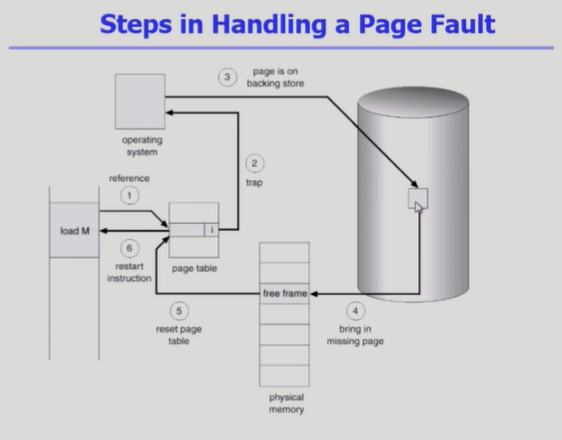 Steps in Handling a Page Fault
3
page is on
backing store
operating
system
2
trap
reference
1
load M
i
6
restart
instruction
page table
free frame
5
reset page
table
4
bring in
missing page
physical
memory